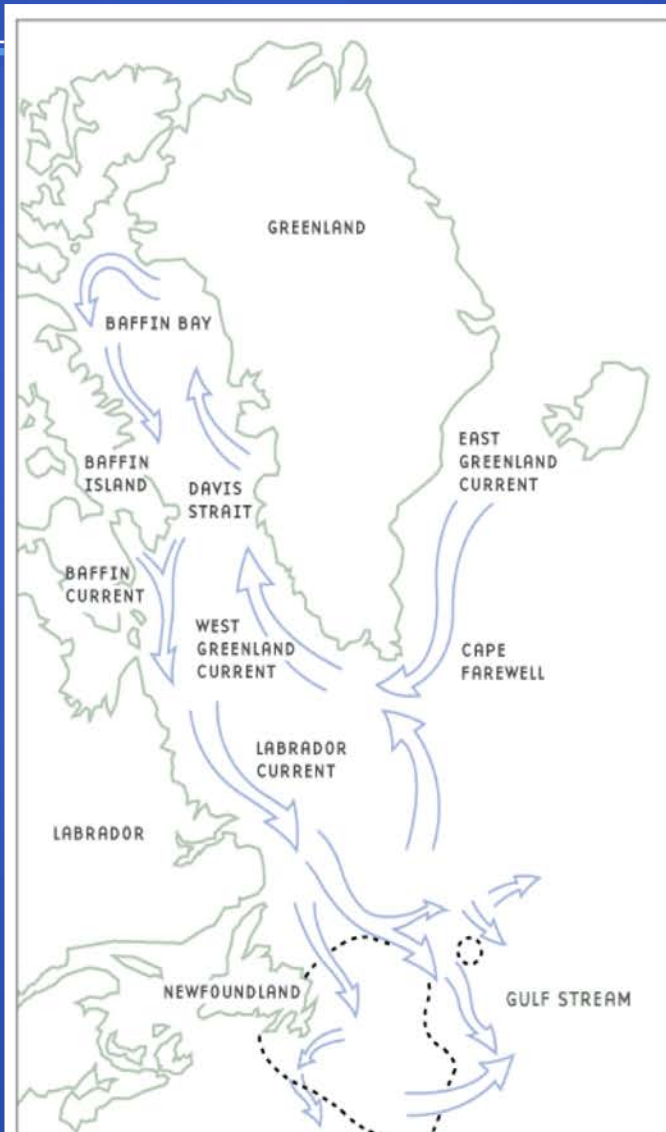 GREENLAND
BAFFIN BAY
EAST
GREENLAND
CURRENT
BAFFIN
ISLAND
DAVIS
STRAIT
BAFFIN
CURRENT
WEST
GREENLAND
CURRENT
CAPE
FAREWELL
LABRADOR
CURRENT
LABRADOR
NEWFOUNDLAND
GULF STREAM